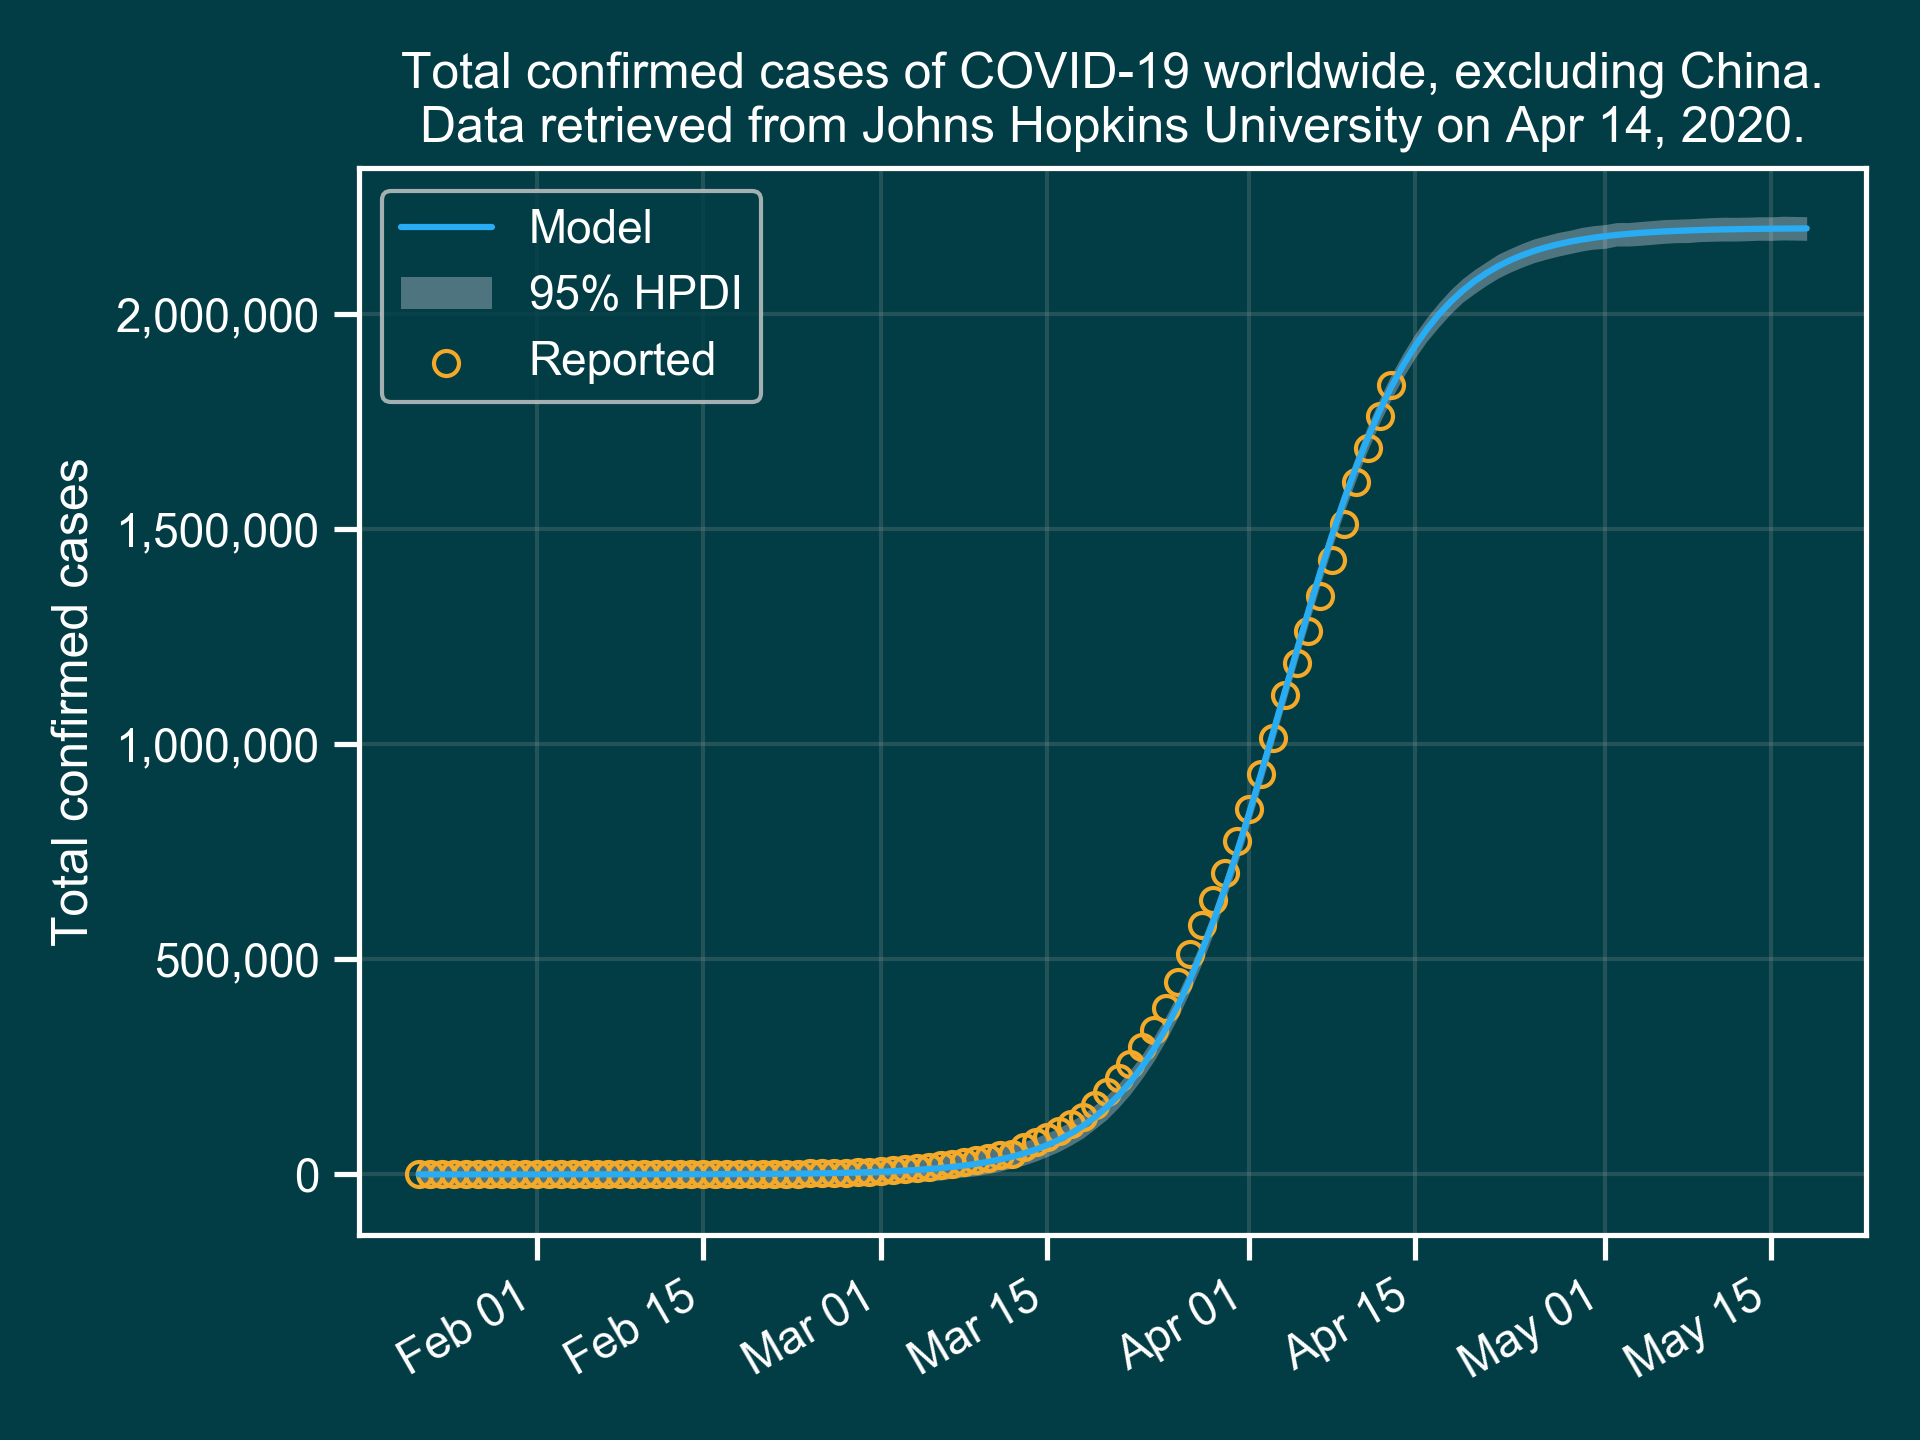 Total confirmed cases of COVID-19 worldwide, excluding China.
Data retrieved from Johns Hopkins University on Apr 14, 2020.
Model
95% HPDI
Reported
Total confirmed cases
2,000,000
1,500,000
1,000,000
500,000
0
Feb 01
Feb 15
Mar 01
Mar 15
Apr 01
Apr 15
May 01
May 15